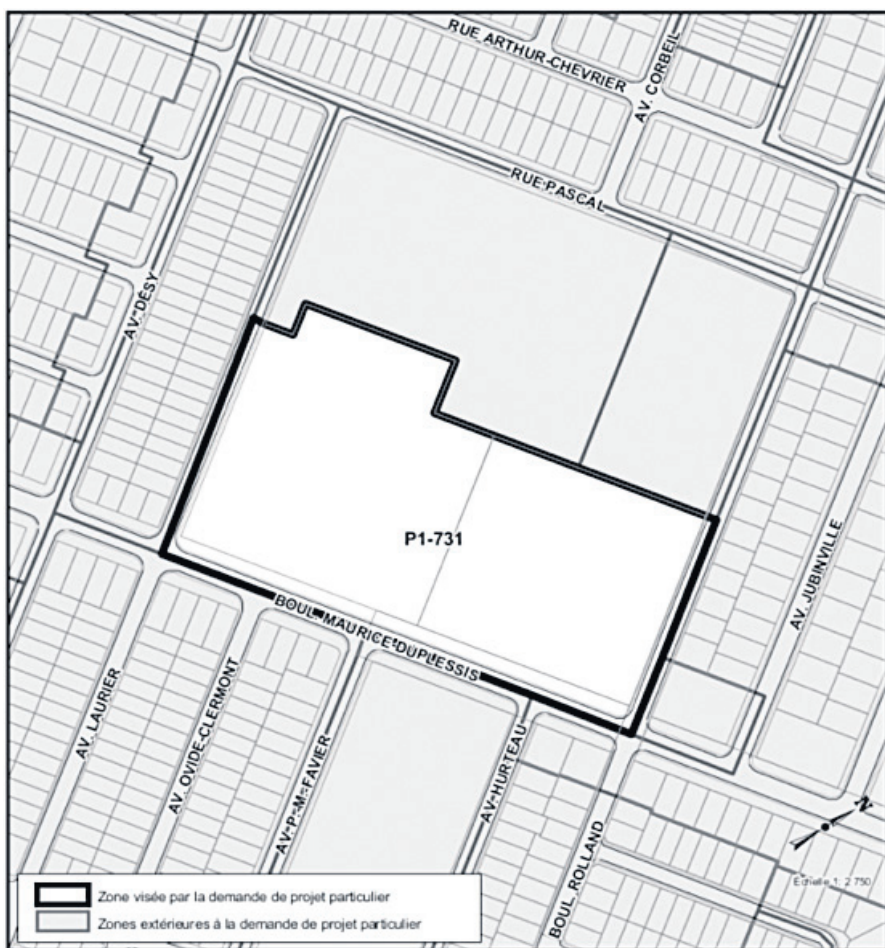 RUE ARTHUR-CHEVRIER
AV. CORBEIL
RUE PASCAL
AV. DÉSY
P1-731
AV. JUBINVILLE
BOUL. MAURICE-DUPLESSIS
AV. LAURIER
AV. OVIDE-CLERMONT
AV. P.-M.-FAVIER
AV. HURTEAU
BOUL. ROLLAND
N
Échelle 1: 2 750
Zone visée par la demande de projet particulier
Zones extérieures à la demande de projet particulier